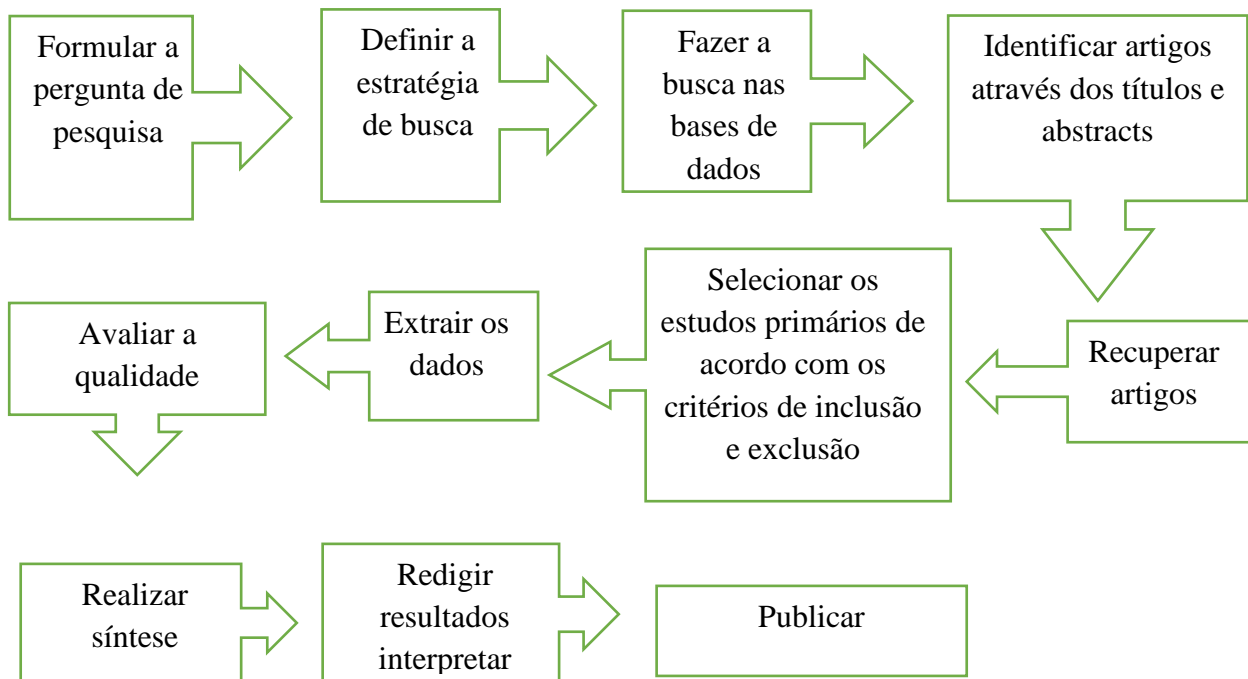 Formular a
pergunta de
pesquisa
Definir a
estratégia
de busca
Fazer a
busca nas
bases de
dados
Identificar artigos
através dos títulos e
abstracts
Recuperar
artigos
Selecionar os
estudos primários de
acordo com os
critérios de inclusão
e exclusão
Extrair os
dados
Avaliar a
qualidade
Realizar
síntese
Redigir
resultados
interpretar
Publicar